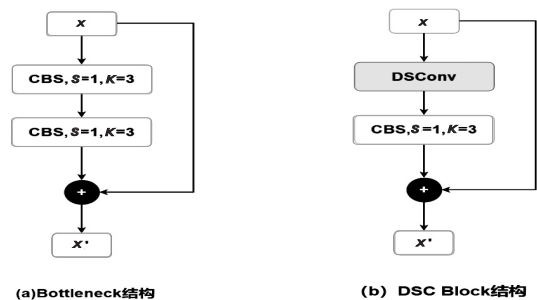 x
CBS,S=1,K=3
CBS,S=1,K=3
+
x'
(a)Bottleneck结构
x
DSConv
CBS,S=1,K=3
+
x'
(b) DSC Block结构